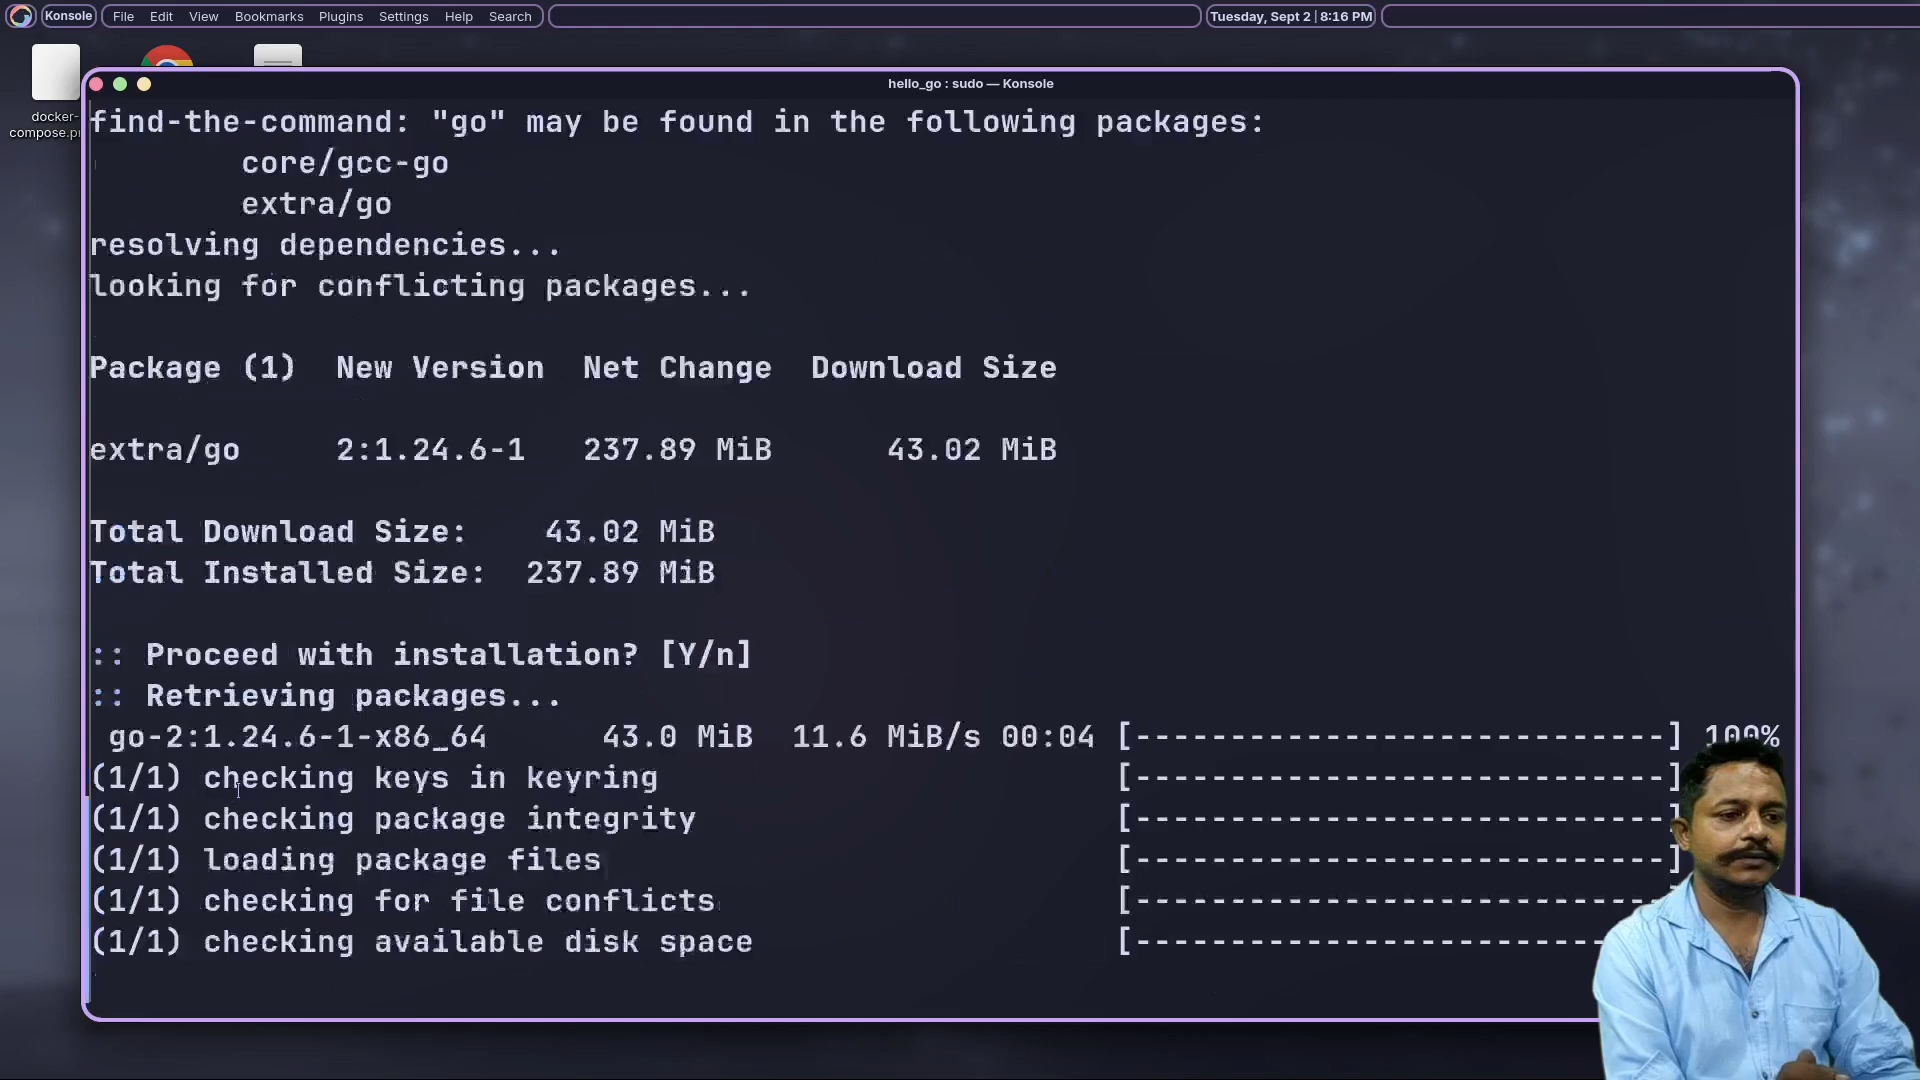 Konsole File Edit View Bookmarks Plugins Settings Help Search Tuesday, Sept 2 | 8:16 PM
docker-
hello_go : sudo — Konsole
find-the-command: "go" may be found in the following packages:
core/gcc-go
extra/go
resolving dependencies...
looking for conflicting packages...
Package (1) New Version Net Change Download Size
extra/go 2:1.24.6-1 237.89 MiB 43.02 MiB
Total Download Size: 43.02 MiB
Total Installed Size: 237.89 MiB
:: Proceed with installation? [Y/n]
:: Retrieving packages...
go-2:1.24.6-1-x86_64 43.0 MiB 11.6 MiB/s 00:04 [----------------------------] 100%
(1/1) checking keys in keyring [----------------------------]
(1/1) checking package integrity [----------------------------]
(1/1) loading package files [----------------------------]
(1/1) checking for file conflicts [----------------------------
(1/1) checking available disk space [-------------------------